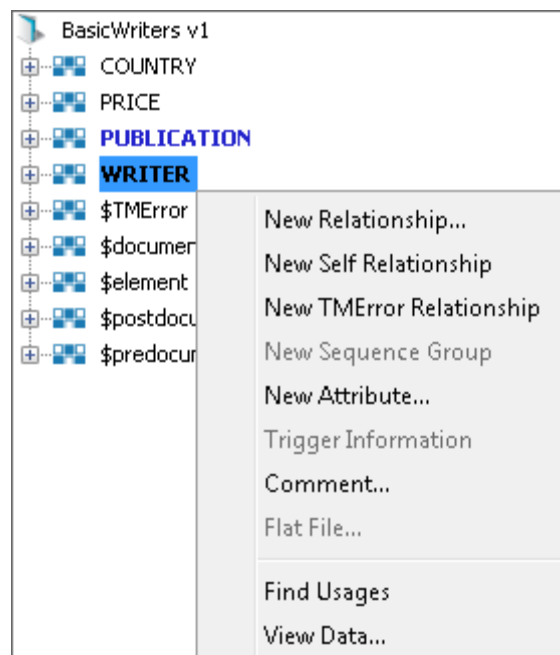 BasicWriters v1
COUNTRY
PRICE
PUBLICATION
WRITER
$TMError
$documen
$element
$postdocu
$predocum
New Relationship...
New Self Relationship
New TMError Relationship
New Sequence Group
New Attribute...
Trigger Information
Comment...
Flat File...
Find Usages
View Data...